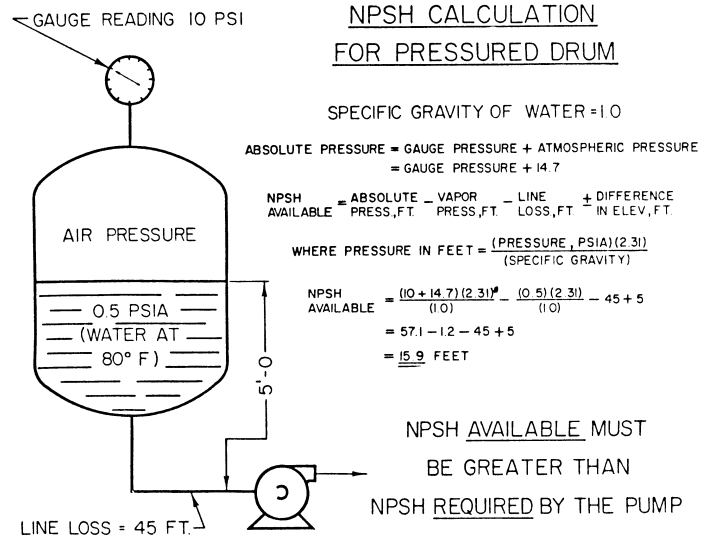 GAUGE READING 10 PSI
NPSH CALCULATION
FOR PRESSURED DRUM
SPECIFIC GRAVITY OF WATER = 1.0
ABSOLUTE PRESSURE = GAUGE PRESSURE + ATMOSPHERIC PRESSURE
= GAUGE PRESSURE + 14.7
NPSH AVAILABLE = ABSOLUTE PRESS., FT. − VAPOR PRESS., FT. − LINE LOSS, FT. ± DIFFERENCE IN ELEV, FT.
WHERE PRESSURE IN FEET = (PRESSURE, PSIA)(2.31) / (SPECIFIC GRAVITY)
NPSH AVAILABLE = (10 + 14.7)(2.31) / (1.0) − (0.5)(2.31) / (1.0) − 45 + 5
= 57.1 − 1.2 − 45 + 5
= 15.9 FEET
AIR PRESSURE
0.5 PSIA
(WATER AT
80° F)
5'-0
LINE LOSS = 45 FT.
NPSH AVAILABLE MUST
BE GREATER THAN
NPSH REQUIRED BY THE PUMP